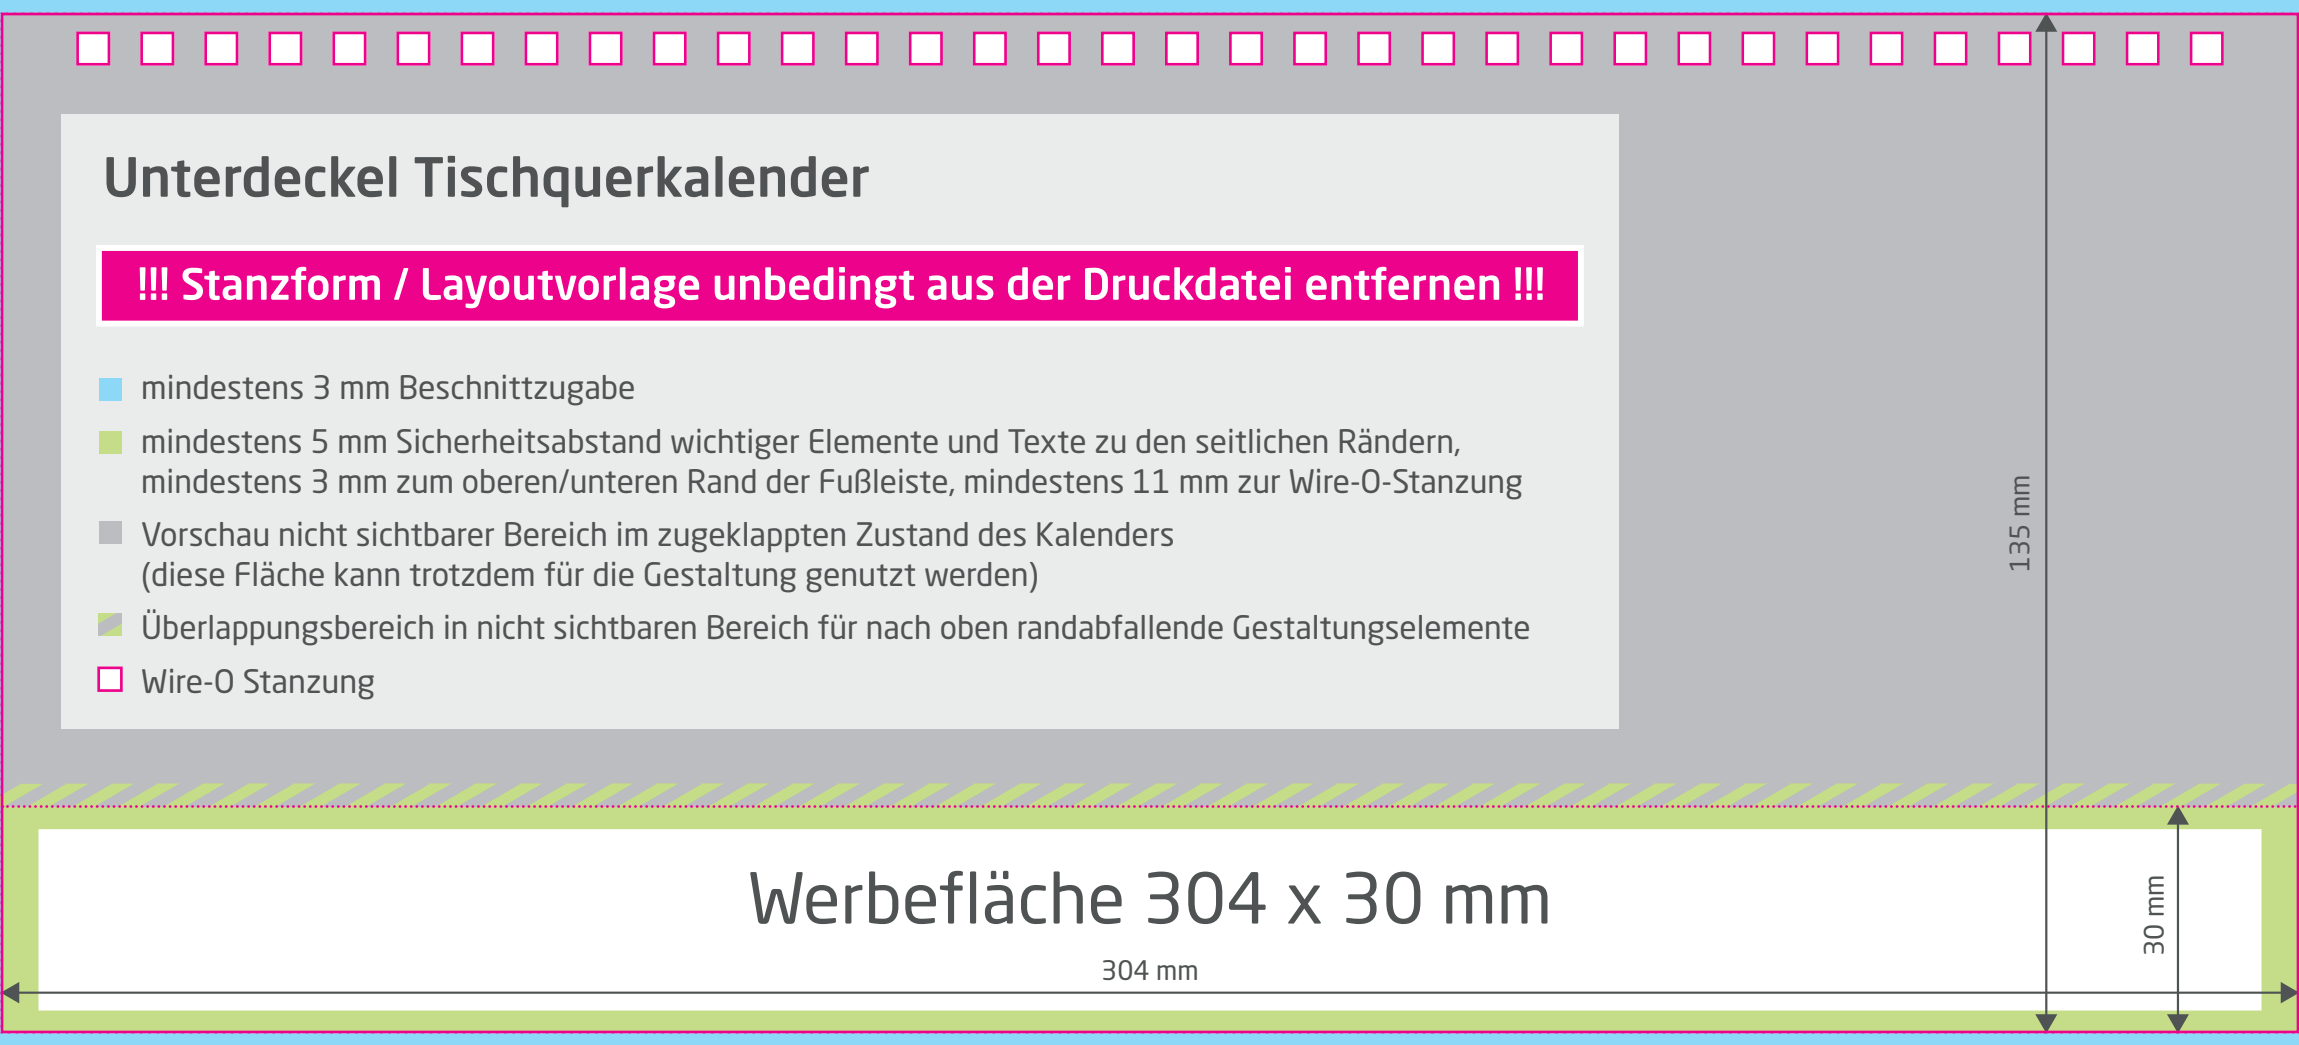 Unterdeckel Tischquerkalender
!!! Stanzform / Layoutvorlage unbedingt aus der Druckdatei entfernen !!!
mindestens 3 mm Beschnittzugabe
mindestens 5 mm Sicherheitsabstand wichtiger Elemente und Texte zu den seitlichen Rändern,
mindestens 3 mm zum oberen/unteren Rand der Fußleiste, mindestens 11 mm zur Wire-O-Stanzung
Vorschau nicht sichtbarer Bereich im zugeklappten Zustand des Kalenders
(diese Fläche kann trotzdem für die Gestaltung genutzt werden)
Überlappungsbereich in nicht sichtbaren Bereich für nach oben randabfallende Gestaltungselemente
Wire-O Stanzung
135 mm
Werbefläche 304 x 30 mm
30 mm
304 mm